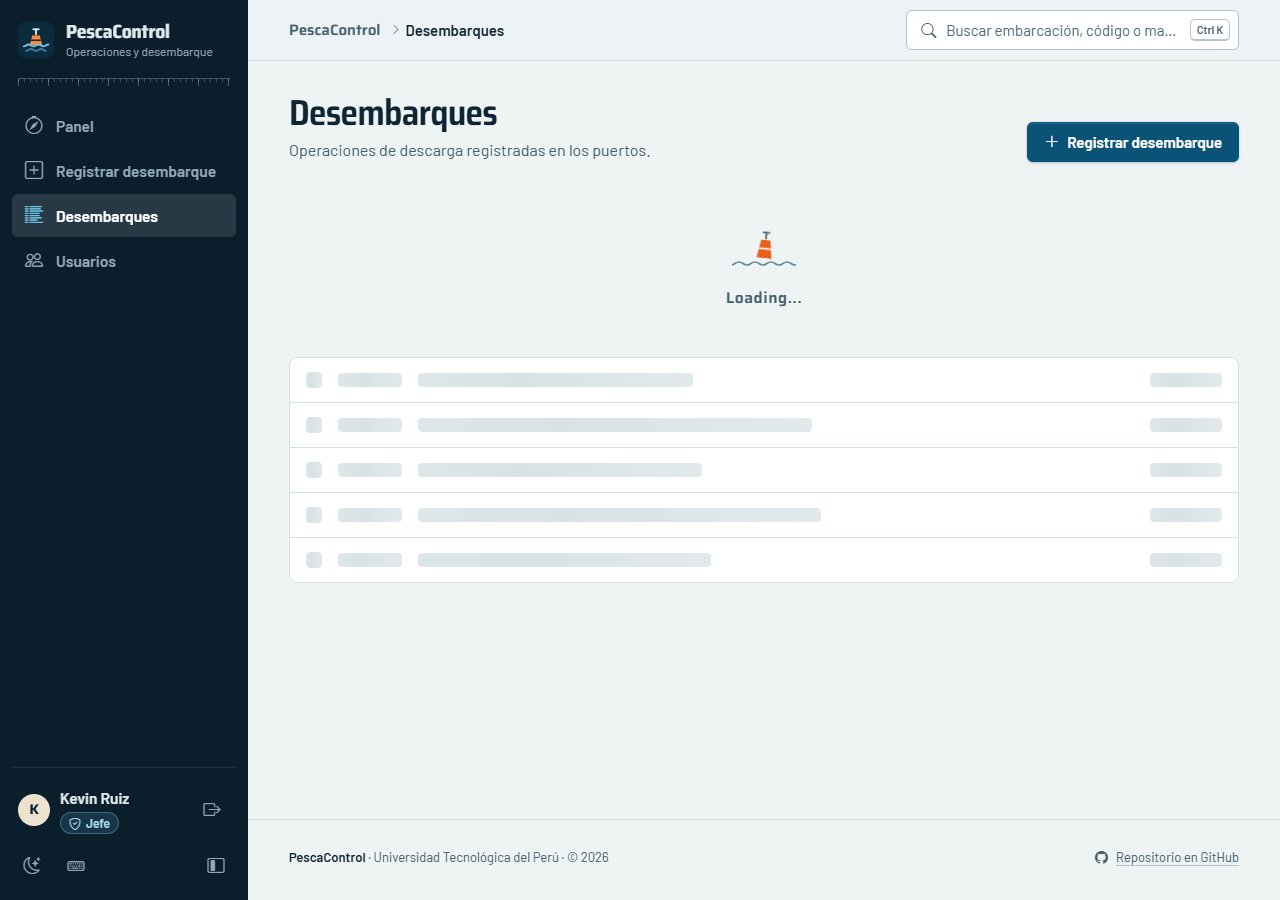 PescaControl
Operaciones y desembarque
Panel
Registrar desembarque
Desembarques
Usuarios
K
Kevin Ruiz
Jefe
PescaControl
Desembarques
Buscar embarcación, código o ma...
Ctrl K
Desembarques
Operaciones de descarga registradas en los puertos.
Registrar desembarque
Loading...
PescaControl · Universidad Tecnológica del Perú · © 2026
Repositorio en GitHub